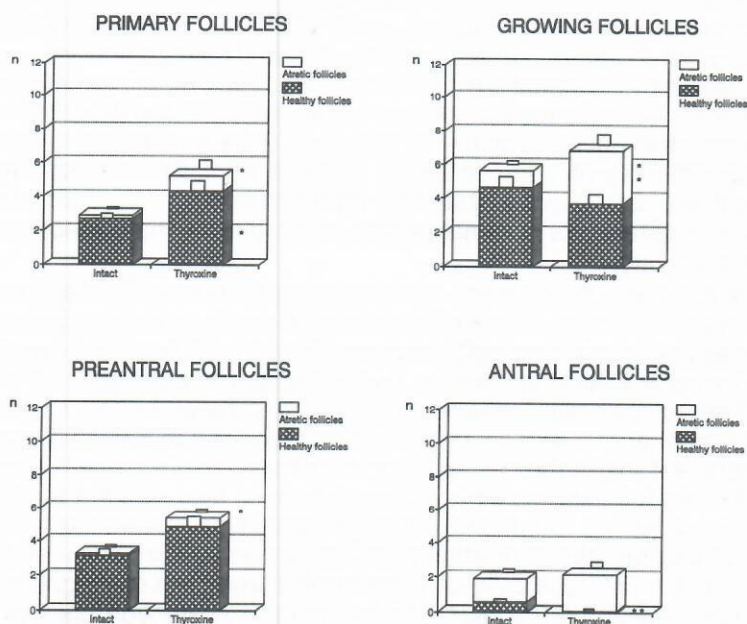 PRIMARY FOLLICLES
n
Atretic follicles
Healthy follicles
12
10
8
6
4
2
0
*
*
Intact
Thyroxine
GROWING FOLLICLES
n
Atretic follicles
Healthy follicles
12
10
8
6
4
2
0
*
*
Intact
Thyroxine
PREANTRAL FOLLICLES
n
Atretic follicles
Healthy follicles
12
10
8
6
4
2
0
*
Intact
Thyroxine
ANTRAL FOLLICLES
n
Atretic follicles
Healthy follicles
12
10
8
6
4
2
0
**
Intact
Thyroxine